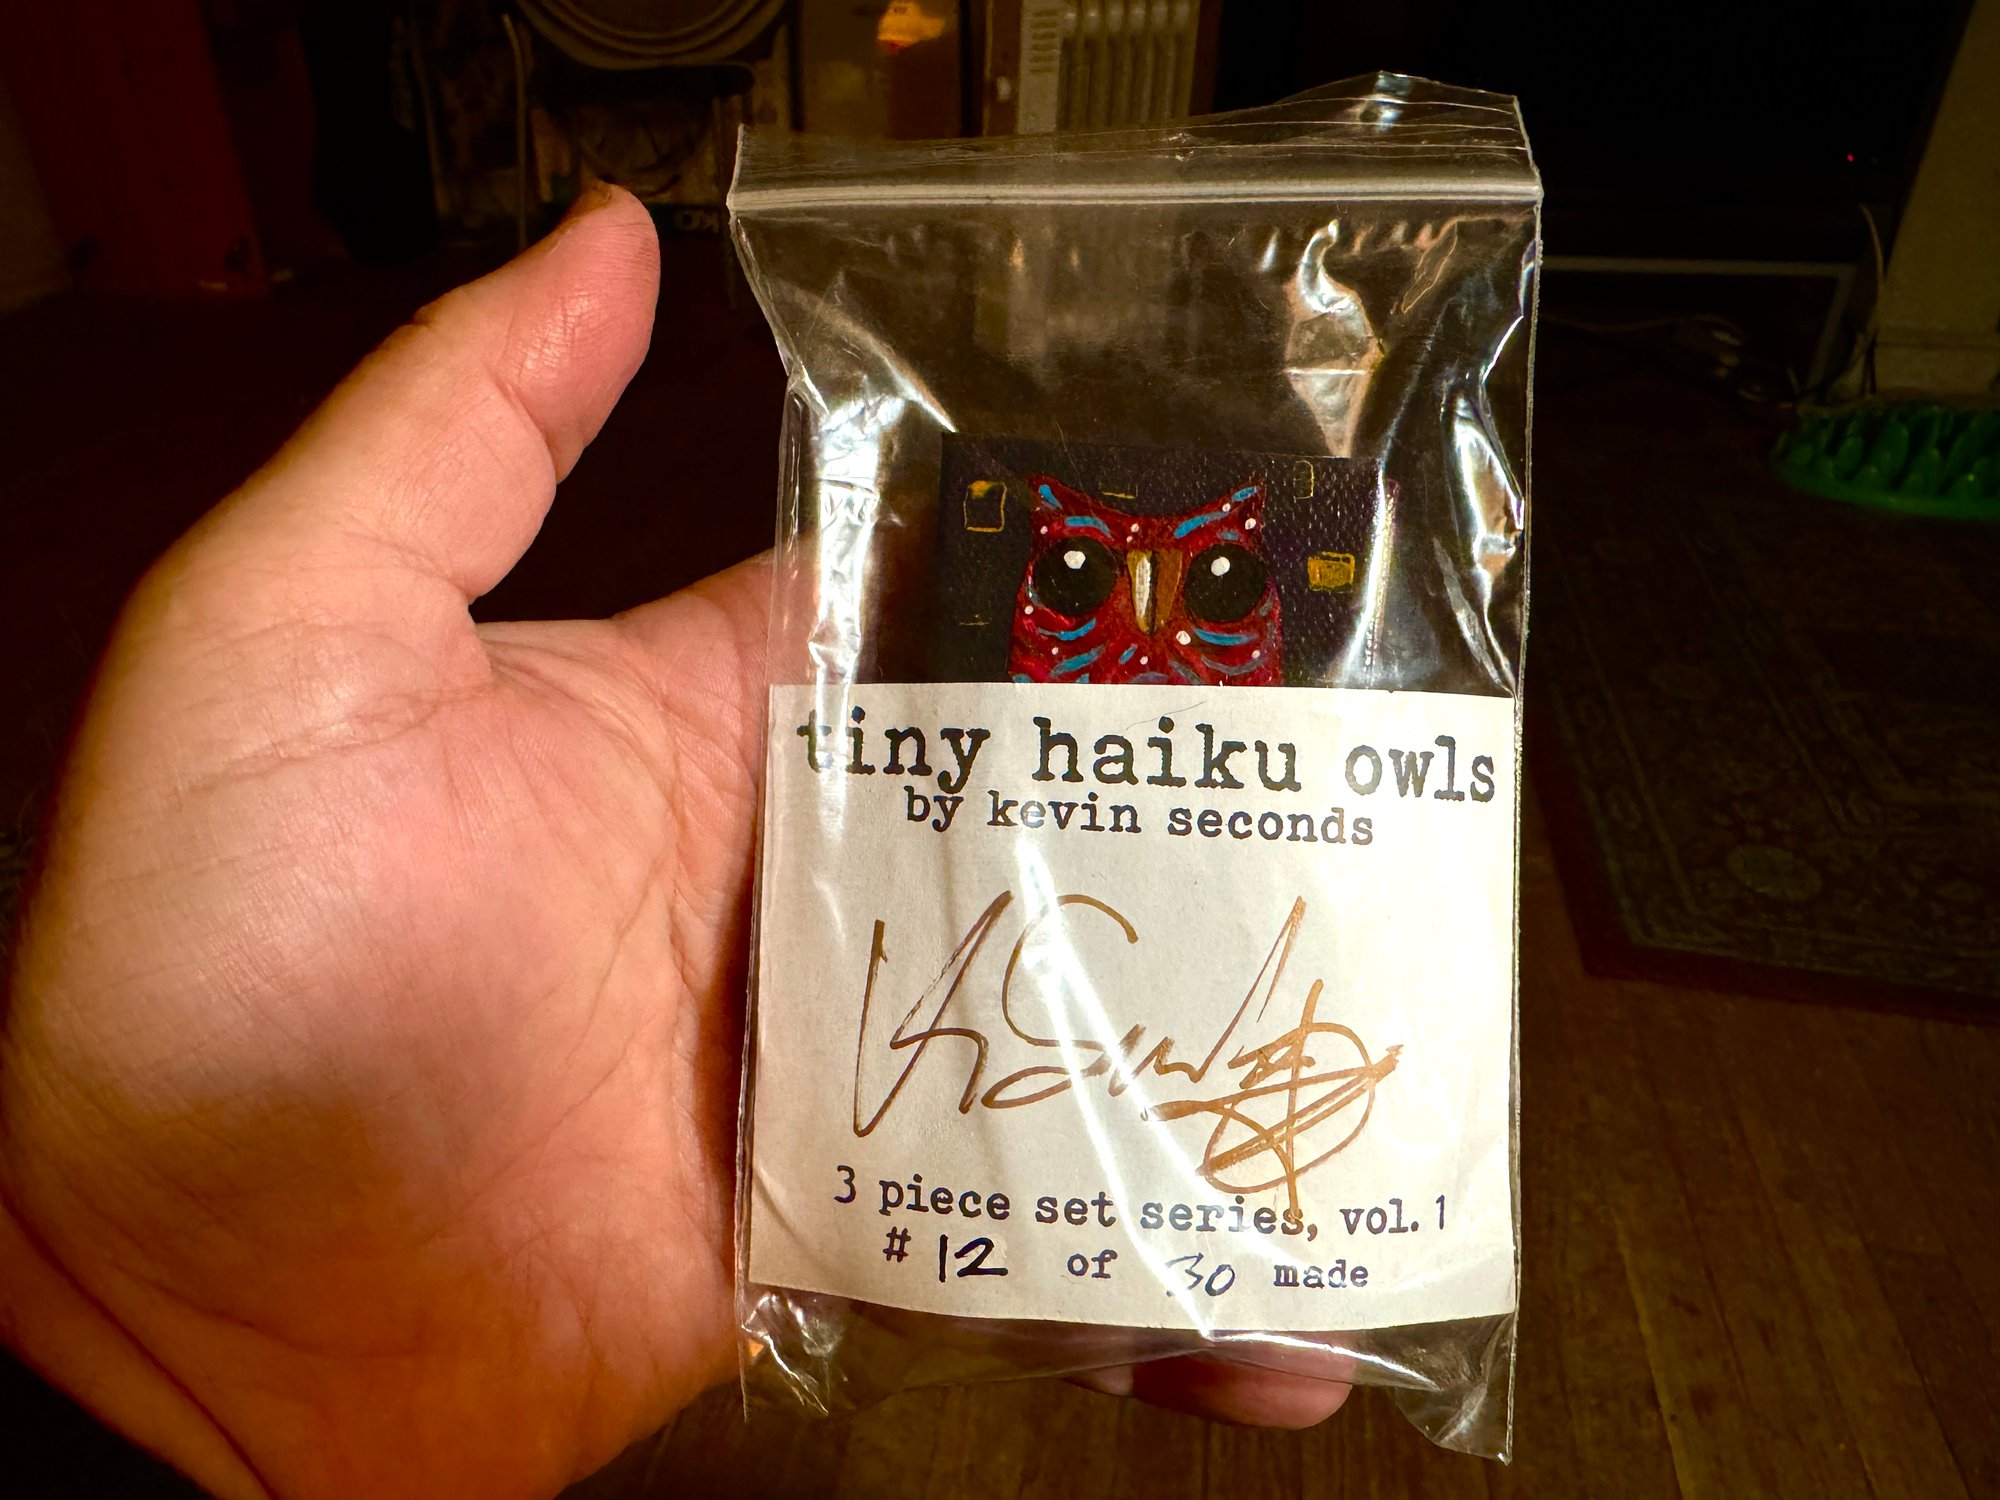 tiny haiku owls
by kevin seconds
3 piece set series, vol. 1
# 12 of 30 made